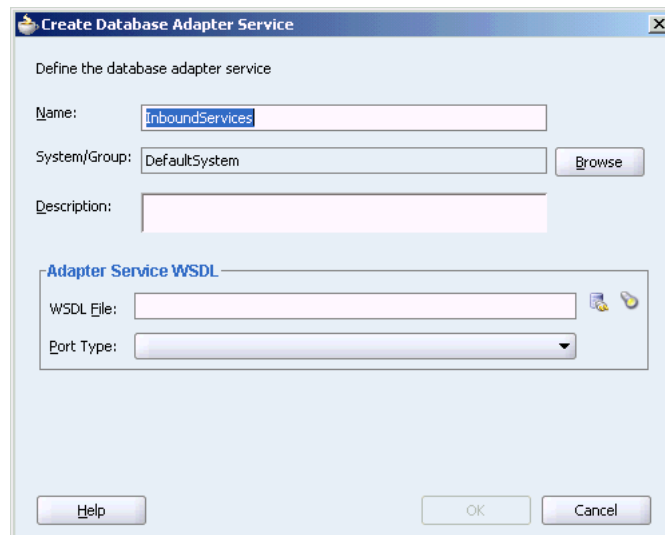 Create Database Adapter Service
Define the database adapter service
Name: InboundServices
System/Group: DefaultSystem Browse
Description:
Adapter Service WSDL
WSDL File:
Port Type:
Help OK Cancel